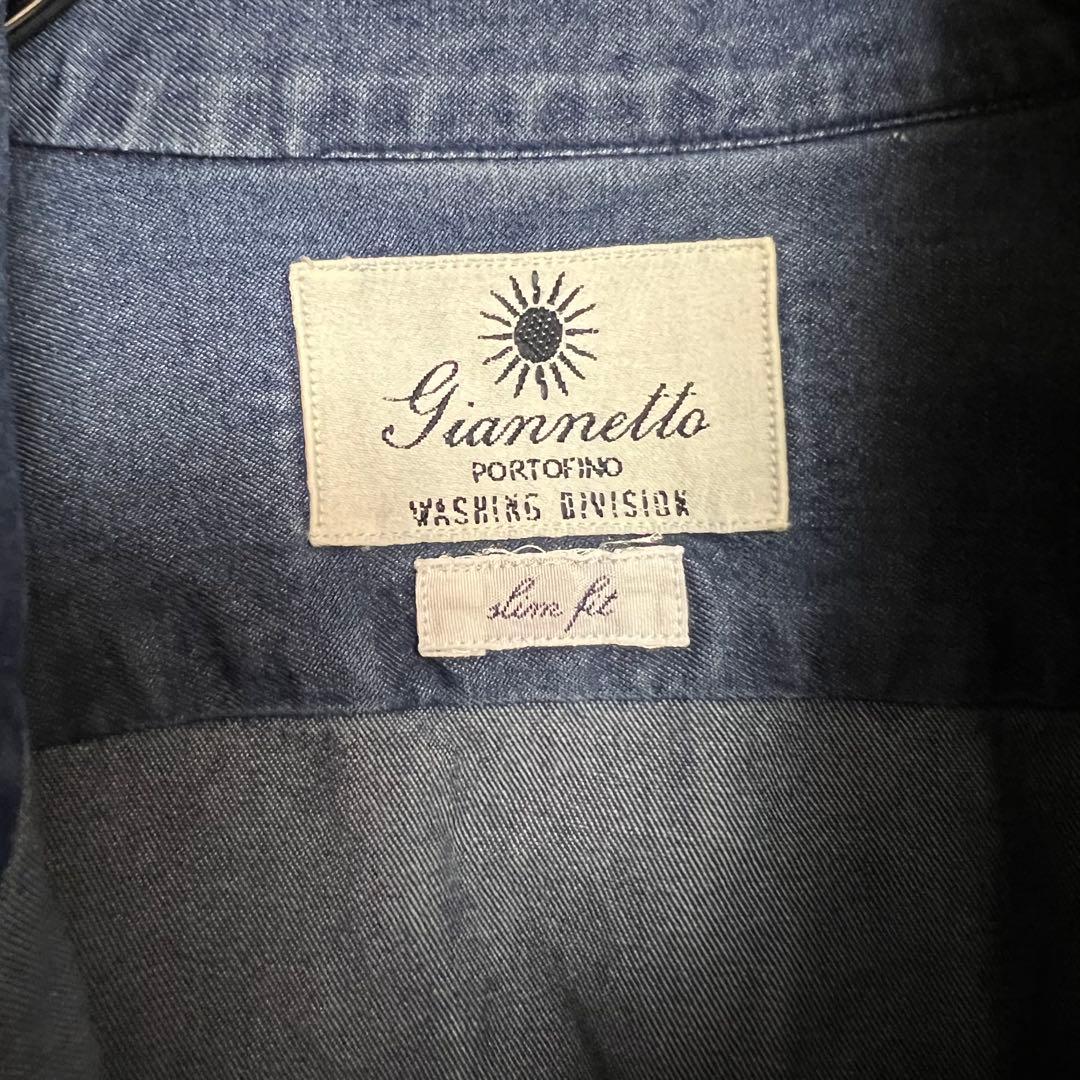 Giannetto
PORTOFINO
WASHING DIVISION
slim fit